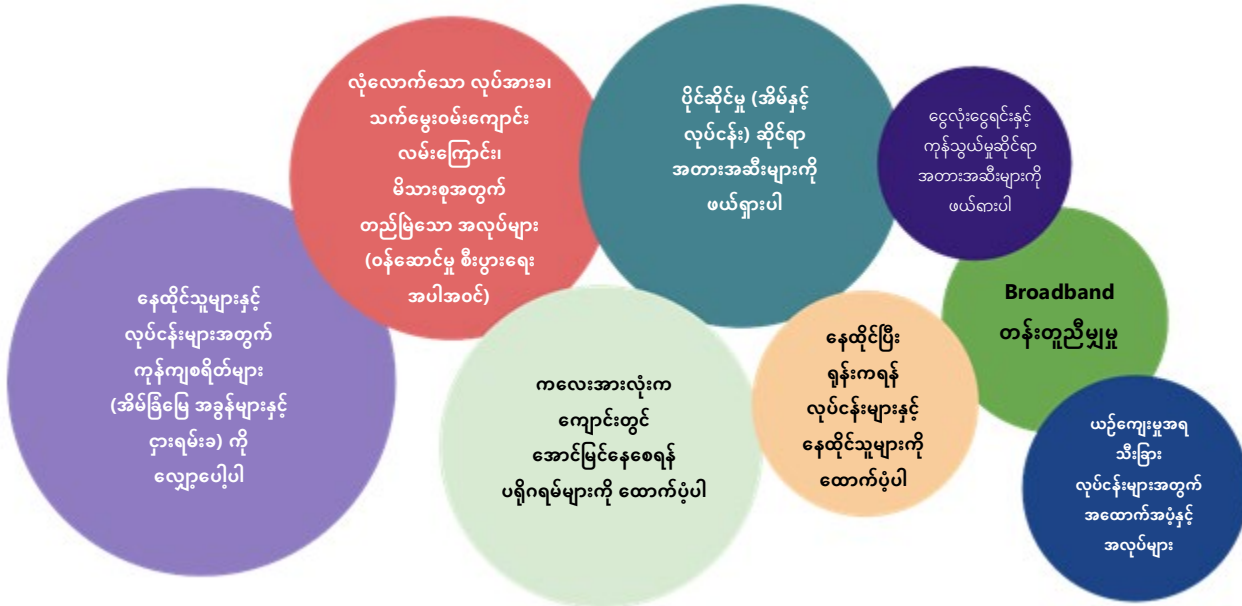 နေထိုင်သူများနှင့်
လုပ်ငန်းများအတွက်
ကုန်ကျစရိတ်များ
(အိမ်ခြံမြေ အခွန်များနှင့်
ငှားရမ်းခ) ကို
လျှော့ပေါ့ပါ
လုံလောက်သော လုပ်အားခ၊
သက်မွေးဝမ်းကျောင်း
လမ်းကြောင်း၊
မိသားစုအတွက်
တည်မြဲသော အလုပ်များ
(ဝန်ဆောင်မှု စီးပွားရေး
အပါအဝင်)
ကလေးအားလုံးက
ကျောင်းတွင်
အောင်မြင်နေစေရန်
ပရိုဂရမ်များကို ထောက်ပံ့ပါ
ပိုင်ဆိုင်မှု (အိမ်နှင့်
လုပ်ငန်း) ဆိုင်ရာ
အတားအဆီးများကို
ဖယ်ရှားပါ
နေထိုင်ပြီး
ရုန်းကရန်
လုပ်ငန်းများနှင့်
နေထိုင်သူများကို
ထောက်ပံ့ပါ
ငွေလုံးငွေရင်းနှင့်
ကုန်သွယ်မှုဆိုင်ရာ
အတားအဆီးများကို
ဖယ်ရားပါ
Broadband
တန်းတူညီမျှမှု
ယဉ်ကျေးမှုအရ
သီးခြား
လုပ်ငန်းများအတွက်
အထောက်အပံ့နှင့်
အလုပ်များ